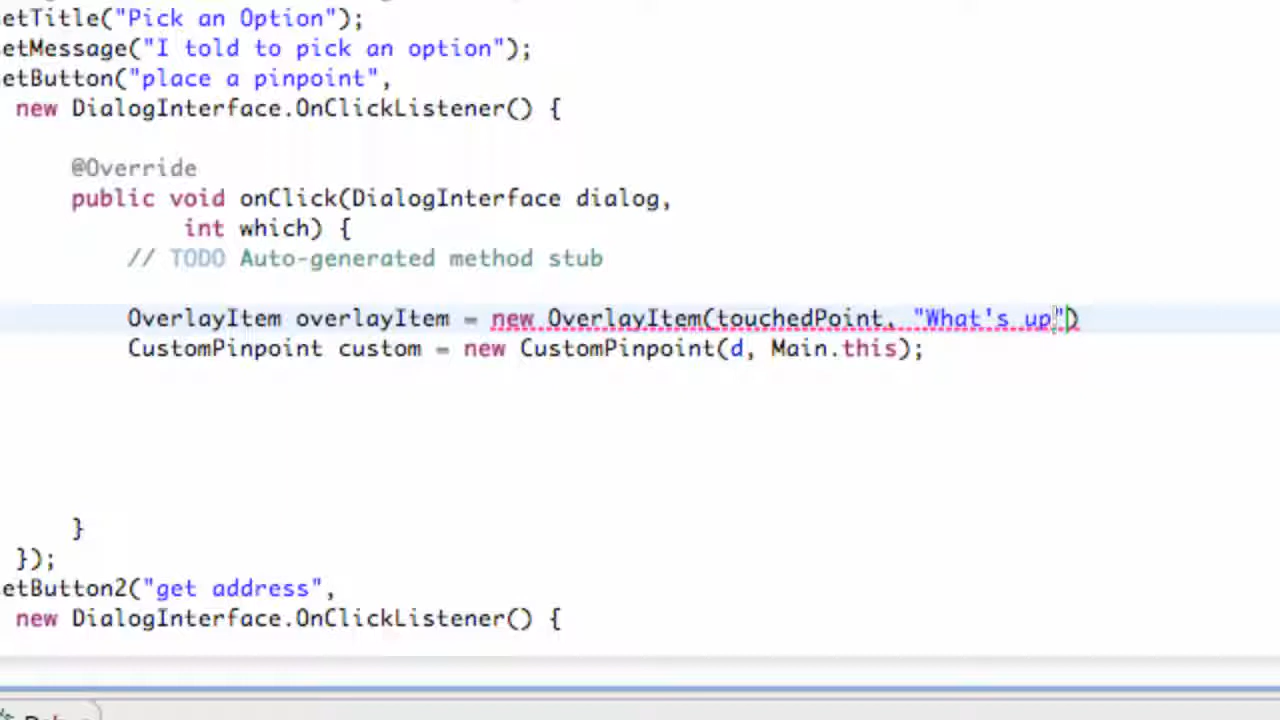 etTitle("Pick an Option");
etMessage("I told to pick an option");
etButton("place a pinpoint",
new DialogInterface.OnClickListener() {
@Override
public void onClick(DialogInterface dialog,
int which) {
// TODO Auto-generated method stub
OverlayItem overlayItem = new OverlayItem(touchedPoint, "What's up")
CustomPinpoint custom = new CustomPinpoint(d, Main.this);
}
});
etButton2("get address",
new DialogInterface.OnClickListener() {